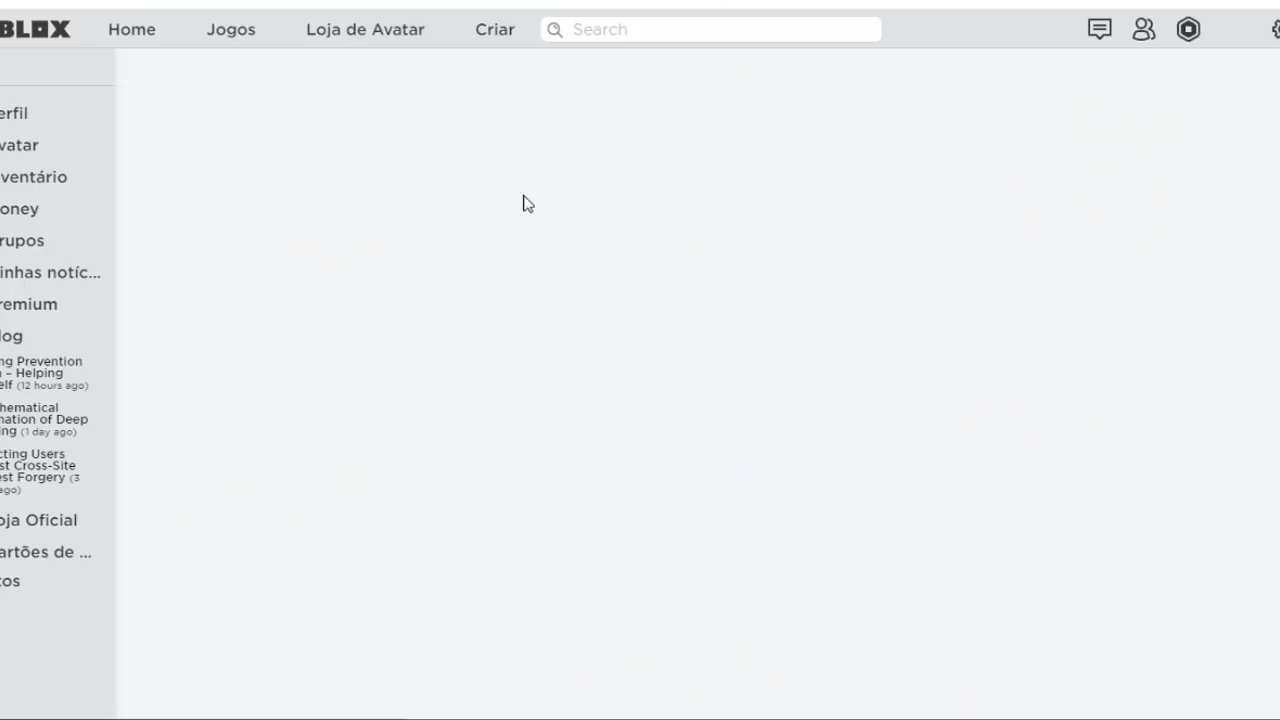 BLOX Home Jogos Loja de Avatar Criar Search
erfil
vatar
ventário
oney
rupos
inhas notíc...
remium
log
ng Prevention
– Helping
elf (12 hours ago)
hematical
nation of Deep
ing (1 day ago)
cting Users
st Cross-Site
est Forgery (3
ago)
oja Oficial
artões de ...
tos